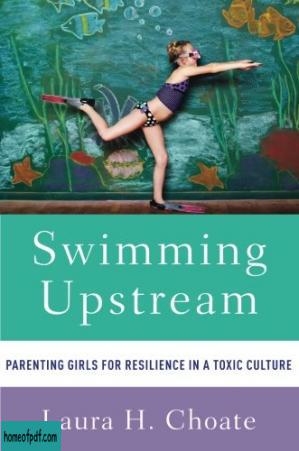 Swimming
Upstream
PARENTING GIRLS FOR RESILIENCE IN A TOXIC CULTURE
Laura H. Choate
homeofpdf.com